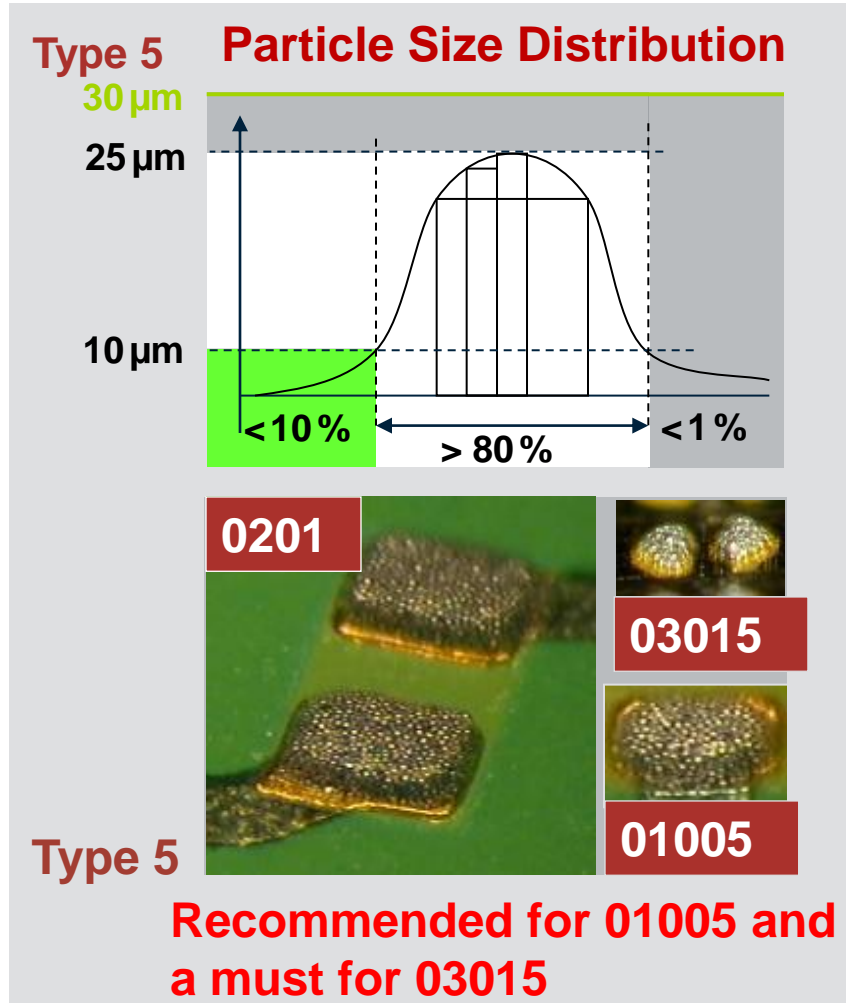 Type 5
Particle Size Distribution
30 µm
25 µm
10 µm
<10 %
> 80 %
<1 %
0201
03015
01005
Type 5
Recommended for 01005 and
a must for 03015